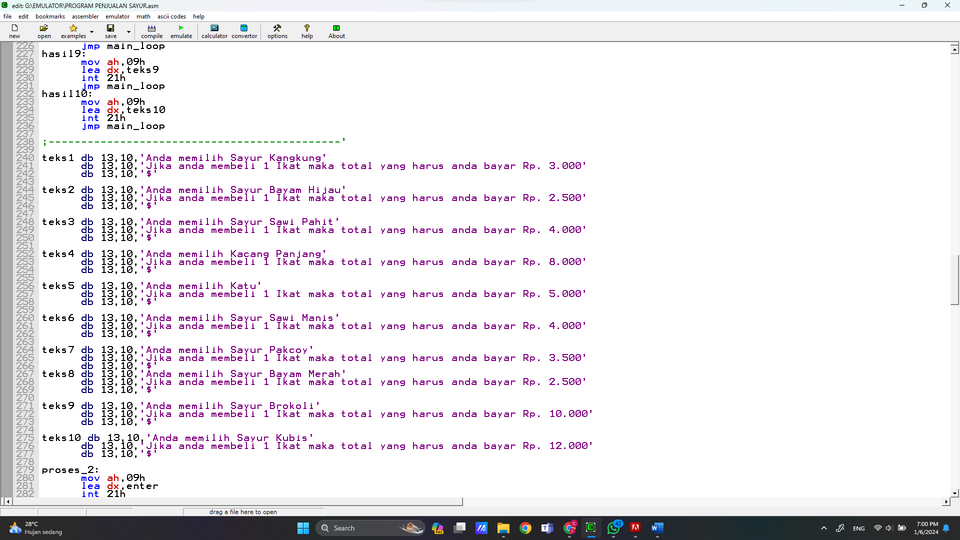 edit: G:\EMULATOR\PROGRAM PENJUALAN SAYUR.asm
file edit bookmarks assembler emulator math ascii codes help
new open examples save compile emulate calculator convertor options help About
226 jmp main_loop
227 hasil9:
228 mov ah,09h
229 lea dx,teks9
230 int 21h
231 jmp main_loop
232 hasil10:
233 mov ah,09h
234 lea dx,teks10
235 int 21h
236 jmp main_loop
237
238 ;---------------------------------------------'
239
240 teks1 db 13,10,'Anda memilih Sayur Kangkung'
241 db 13,10,'Jika anda membeli 1 Ikat maka total yang harus anda bayar Rp. 3.000'
242 db 13,10,'$'
243
244 teks2 db 13,10,'Anda memilih Sayur Bayam Hijau'
245 db 13,10,'Jika anda membeli 1 Ikat maka total yang harus anda bayar Rp. 2.500'
246 db 13,10,'$'
247
248 teks3 db 13,10,'Anda memilih Sayur Sawi Pahit'
249 db 13,10,'Jika anda membeli 1 Ikat maka total yang harus anda bayar Rp. 4.000'
250 db 13,10,'$'
251
252 teks4 db 13,10,'Anda memilih Kacang Panjang'
253 db 13,10,'Jika anda membeli 1 Ikat maka total yang harus anda bayar Rp. 8.000'
254 db 13,10,'$'
255
256 teks5 db 13,10,'Anda memilih Katu'
257 db 13,10,'Jika anda membeli 1 Ikat maka total yang harus anda bayar Rp. 5.000'
258 db 13,10,'$'
259
260 teks6 db 13,10,'Anda memilih Sayur Sawi Manis'
261 db 13,10,'Jika anda membeli 1 Ikat maka total yang harus anda bayar Rp. 4.000'
262 db 13,10,'$'
263
264 teks7 db 13,10,'Anda memilih Sayur Pakcoy'
265 db 13,10,'Jika anda membeli 1 Ikat maka total yang harus anda bayar Rp. 3.500'
266 db 13,10,'$'
267 teks8 db 13,10,'Anda memilih Sayur Bayam Merah'
268 db 13,10,'Jika anda membeli 1 Ikat maka total yang harus anda bayar Rp. 2.500'
269 db 13,10,'$'
270
271 teks9 db 13,10,'Anda memilih Sayur Brokoli'
272 db 13,10,'Jika anda membeli 1 Ikat maka total yang harus anda bayar Rp. 10.000'
273 db 13,10,'$'
274
275 teks10 db 13,10,'Anda memilih Sayur Kubis'
276 db 13,10,'Jika anda membeli 1 Ikat maka total yang harus anda bayar Rp. 12.000'
277 db 13,10,'$'
278
279 proses_2:
280 mov ah,09h
281 lea dx,enter
282 int 21h
drag a file here to open
28°C
Hujan sedang
Search
ENG
7:00 PM
1/6/2024